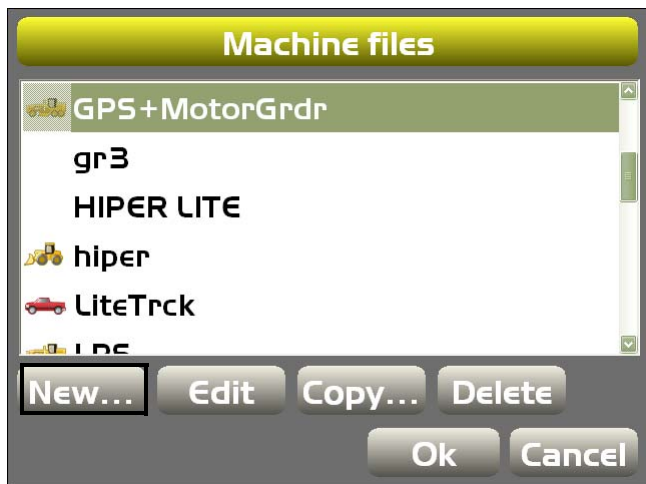 Machine files
GPS+MotorGrdr
gr3
HIPER LITE
hiper
LiteTrck
New... Edit Copy... Delete
Ok Cancel